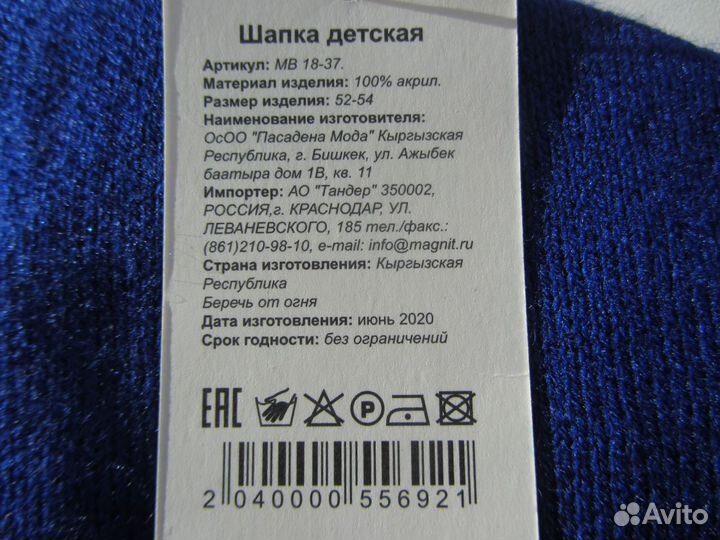 Шапка детская
Артикул: МВ 18-37.
Материал изделия: 100% акрил.
Размер изделия: 52-54
Наименование изготовителя:
ОсОО "Пасадена Мода" Кыргызская
Республика, г. Бишкек, ул. Ажыбек
баатыра дом 1В, кв. 11
Импортер: АО "Тандер" 350002,
РОССИЯ,г. КРАСНОДАР, УЛ.
ЛЕВАНЕВСКОГО, 185 тел./факс.:
(861)210-98-10, e-mail: info@magnit.ru
Страна изготовления: Кыргызская
Республика
Беречь от огня
Дата изготовления: июнь 2020
Срок годности: без ограничений
ЕАС P
2 040000 556921
Avito